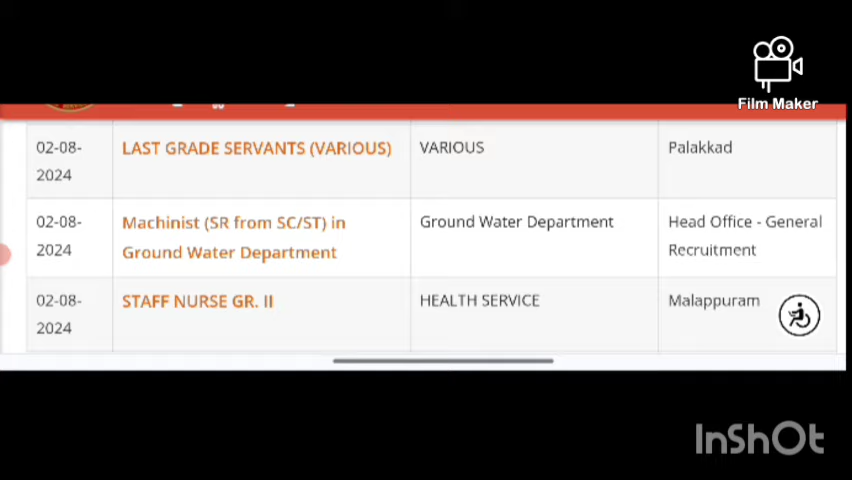 Film Maker
02-08-
2024
LAST GRADE SERVANTS (VARIOUS)
VARIOUS
Palakkad
02-08-
2024
Machinist (SR from SC/ST) in
Ground Water Department
Ground Water Department
Head Office - General
Recruitment
02-08-
2024
STAFF NURSE GR. II
HEALTH SERVICE
Malappuram
InShOt